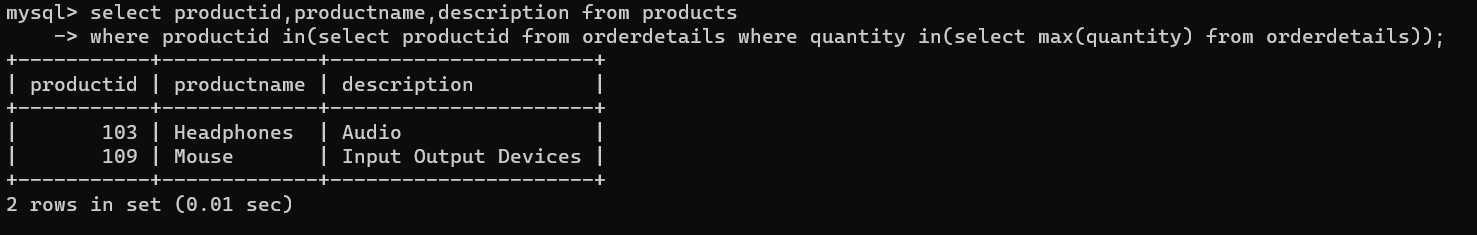 mysql> select productid,productname,description from products
    -> where productid in(select productid from orderdetails where quantity in(select max(quantity) from orderdetails));
+-----------+-------------+----------------------+
| productid | productname | description          |
+-----------+-------------+----------------------+
|       103 | Headphones  | Audio                |
|       109 | Mouse       | Input Output Devices |
+-----------+-------------+----------------------+
2 rows in set (0.01 sec)